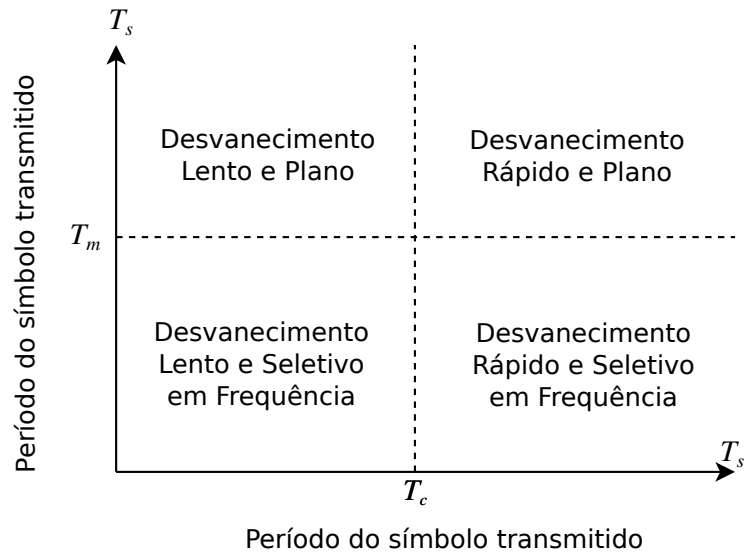 T_s
Período do símbolo transmitido
Desvanecimento
Lento e Plano
Desvanecimento
Rápido e Plano
T_m
Desvanecimento
Lento e Seletivo
em Frequência
Desvanecimento
Rápido e Seletivo
em Frequência
T_s
T_c
Período do símbolo transmitido